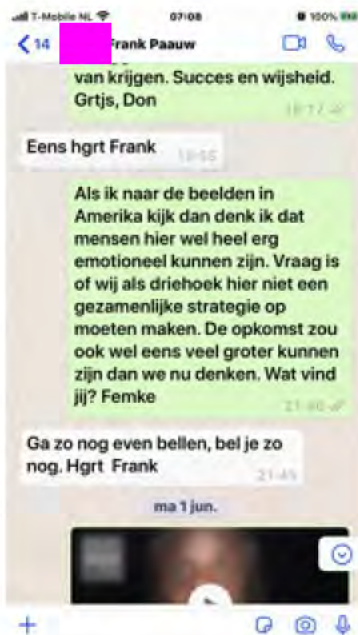 T-Mobile NL 07:08 100%
14 Frank Paauw
van krijgen. Succes en wijsheid.
Grtjs, Don
Eens hgrt Frank
Als ik naar de beelden in
Amerika kijk dan denk ik dat
mensen hier wel heel erg
emotioneel kunnen zijn. Vraag is
of wij als driehoek hier niet een
gezamenlijke strategie op
moeten maken. De opkomst zou
ook wel eens veel groter kunnen
zijn dan we nu denken. Wat vind
jij? Femke
Ga zo nog even bellen, bel je zo
nog. Hgrt Frank
ma 1 jun.